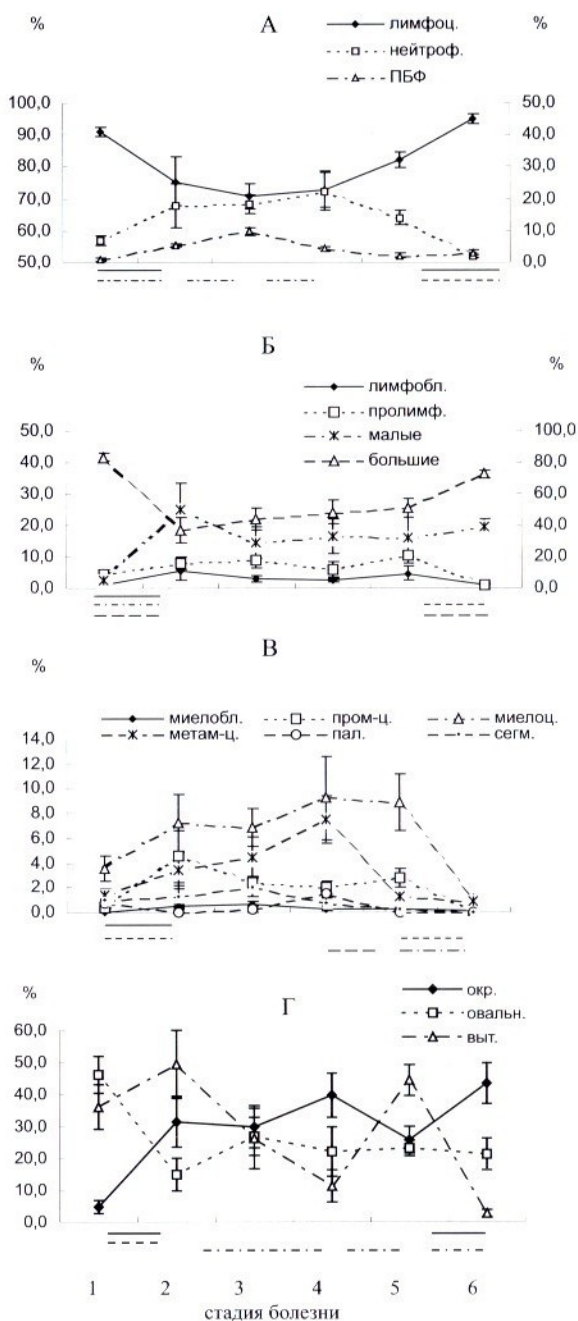 А
%
%
лимфоц.
нейтроф.
ПБФ
100,0
90,0
80,0
70,0
60,0
50,0
50,0
40,0
30,0
20,0
10,0
0,0
Б
%
%
лимфобл.
пролимф.
малые
большие
50,0
40,0
30,0
20,0
10,0
0,0
100,0
80,0
60,0
40,0
20,0
0,0
В
%
миелобл. пром-ц. миелоц.
метам-ц. пал. сегм.
14,0
12,0
10,0
8,0
6,0
4,0
2,0
0,0
Г
%
окр.
овальн.
выт.
60,0
50,0
40,0
30,0
20,0
10,0
0,0
1 2 3 4 5 6
стадия болезни